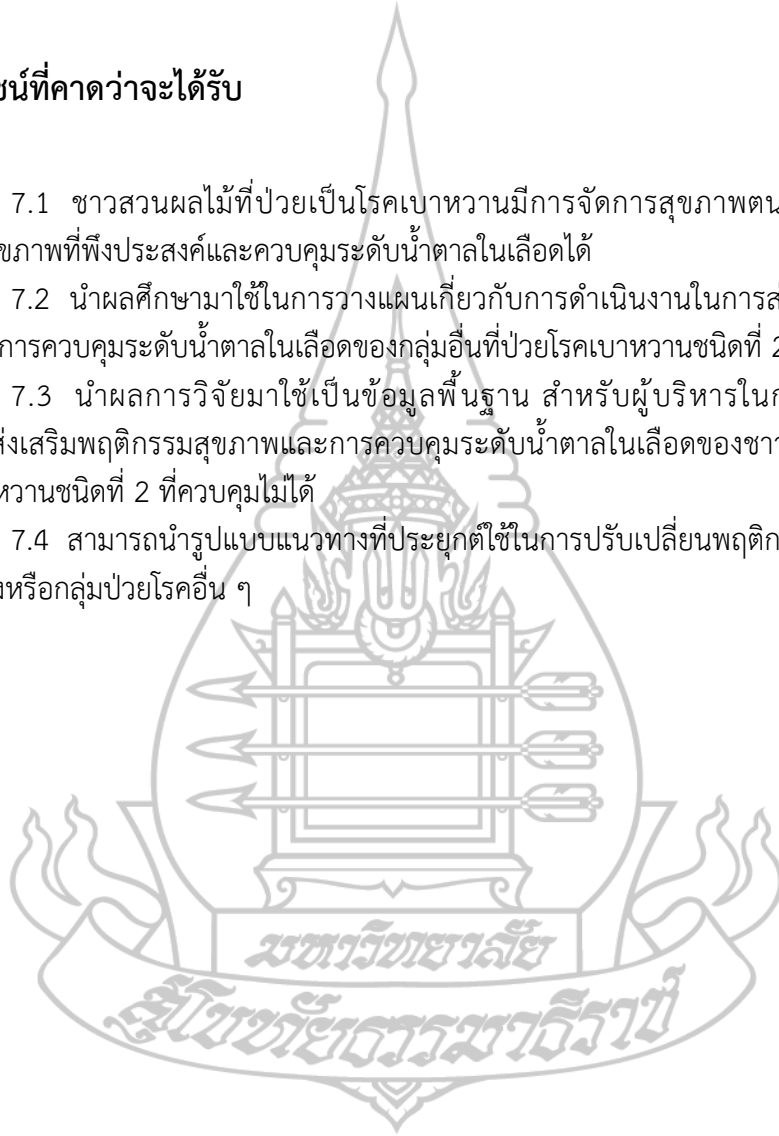 ชน์ที่คาดว่าจะได้รับ
7.1 ชาวสวนผลไม้ที่ป่วยเป็นโรคเบาหวานมีการจัดการสุขภาพตน
ขภาพที่พึงประสงค์และควบคุมระดับน้ำตาลในเลือดได้
7.2 นำผลศึกษามาใช้ในการวางแผนเกี่ยวกับการดำเนินงานในการส่
การควบคุมระดับน้ำตาลในเลือดของกลุ่มอื่นที่ป่วยโรคเบาหวานชนิดที่ 2
7.3 นำผลการวิจัยมาใช้เป็นข้อมูลพื้นฐาน สำหรับผู้บริหารในก
ส่งเสริมพฤติกรรมสุขภาพและการควบคุมระดับน้ำตาลในเลือดของชาว
หวานชนิดที่ 2 ที่ควบคุมไม่ได้
7.4 สามารถนำรูปแบบแนวทางที่ประยุกต์ใช้ในการปรับเปลี่ยนพฤติก
งหรือกลุ่มป่วยโรคอื่น ๆ
มหาวิทยาลัย
สุโขทัยธรรมาธิราช